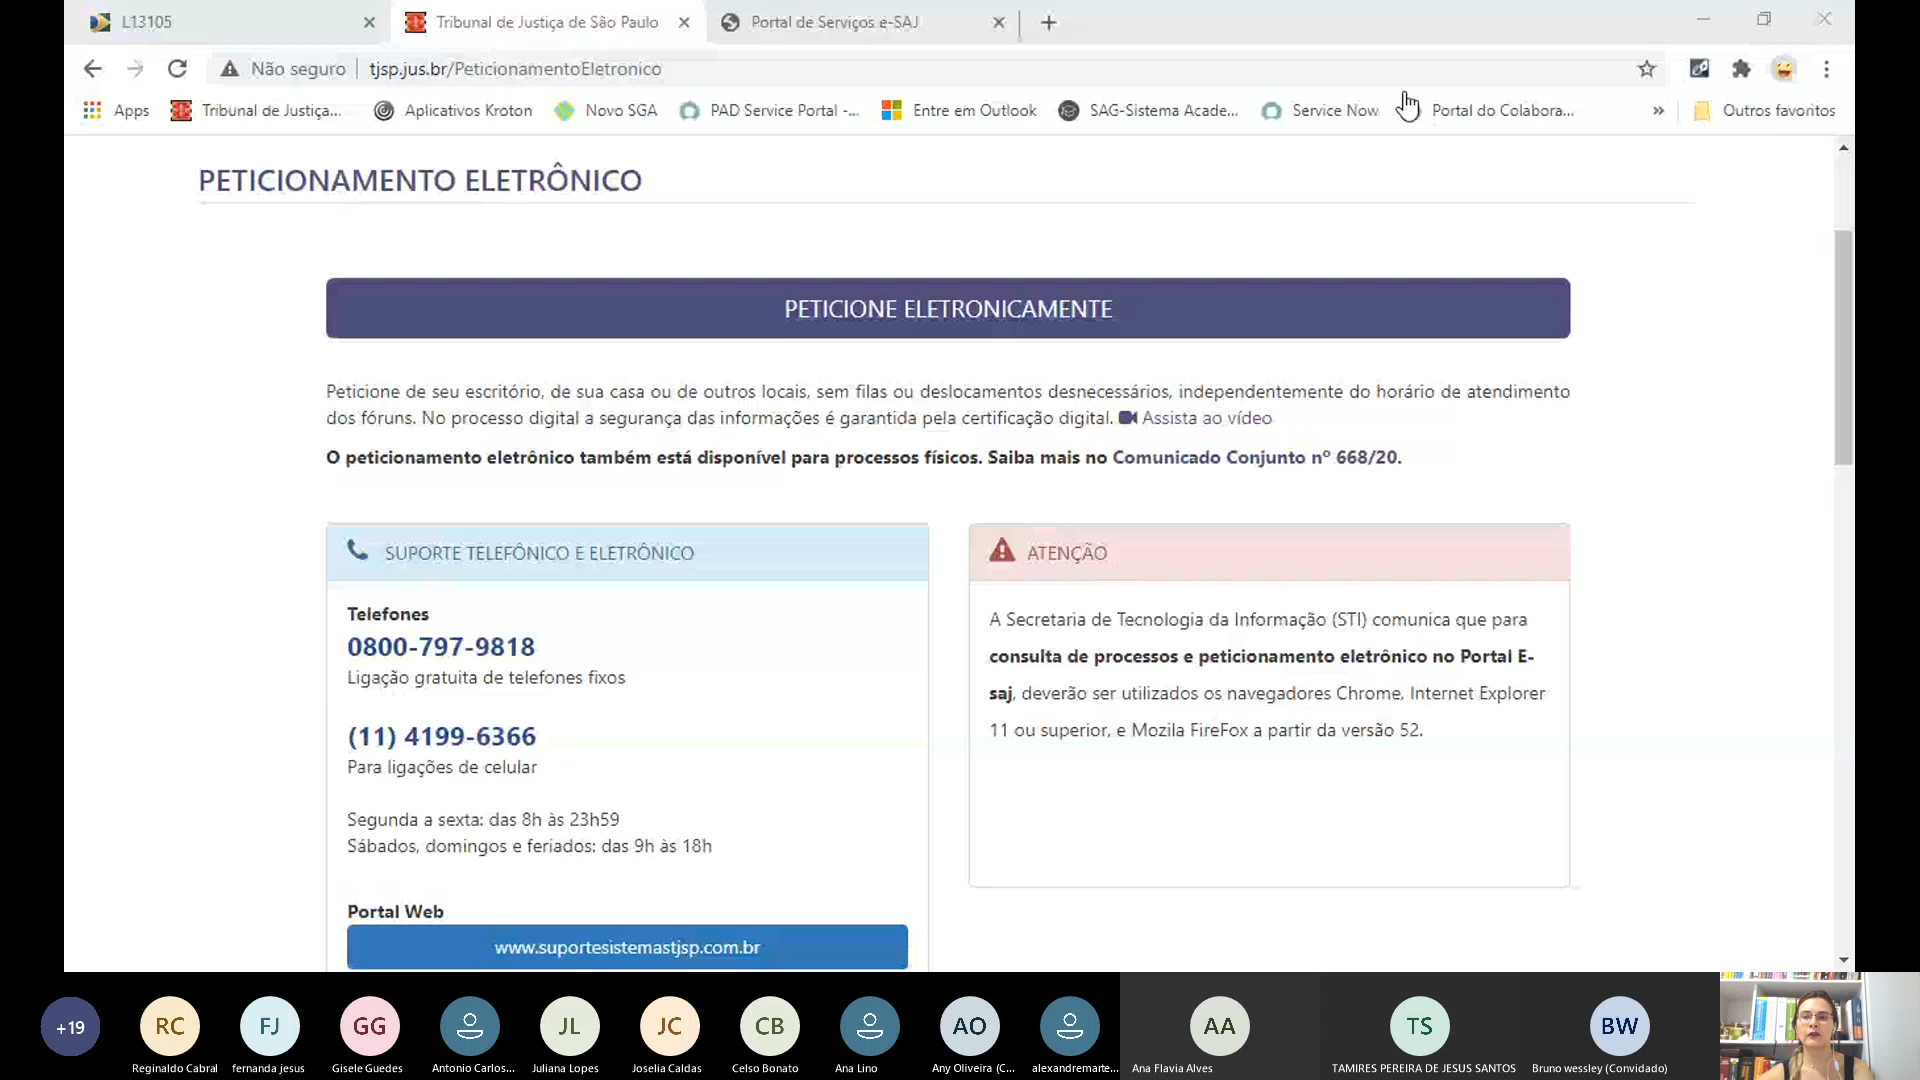 L13105
Tribunal de Justiça de São Paulo
Portal de Serviços e-SAJ
Não seguro
tjsp.jus.br/PeticionamentoEletronico
Apps
Tribunal de Justiça...
Aplicativos Kroton
Novo SGA
PAD Service Portal -...
Entre em Outlook
SAG-Sistema Acade...
Service Now
Portal do Colabora...
»
Outros favoritos
PETICIONAMENTO ELETRÔNICO
PETICIONE ELETRONICAMENTE
Peticione de seu escritório, de sua casa ou de outros locais, sem filas ou deslocamentos desnecessários, independentemente do horário de atendimento
dos fóruns. No processo digital a segurança das informações é garantida pela certificação digital. Assista ao vídeo
O peticionamento eletrônico também está disponível para processos físicos. Saiba mais no Comunicado Conjunto nº 668/20.
SUPORTE TELEFÔNICO E ELETRÔNICO
Telefones
0800-797-9818
Ligação gratuita de telefones fixos
(11) 4199-6366
Para ligações de celular
Segunda a sexta: das 8h às 23h59
Sábados, domingos e feriados: das 9h às 18h
Portal Web
www.suportesistemastjsp.com.br
ATENÇÃO
A Secretaria de Tecnologia da Informação (STI) comunica que para
consulta de processos e peticionamento eletrônico no Portal E-
saj, deverão ser utilizados os navegadores Chrome, Internet Explorer
11 ou superior, e Mozila FireFox a partir da versão 52.
+19
RC
FJ
GG
JL
JC
CB
AO
AA
TS
BW
Reginaldo Cabral
fernanda jesus
Gisele Guedes
Antonio Carlos...
Juliana Lopes
Joselia Caldas
Celso Bonato
Ana Lino
Any Oliveira (C...
alexandremarte...
Ana Flavia Alves
TAMIRES PEREIRA DE JESUS SANTOS
Bruno wessley (Convidado)